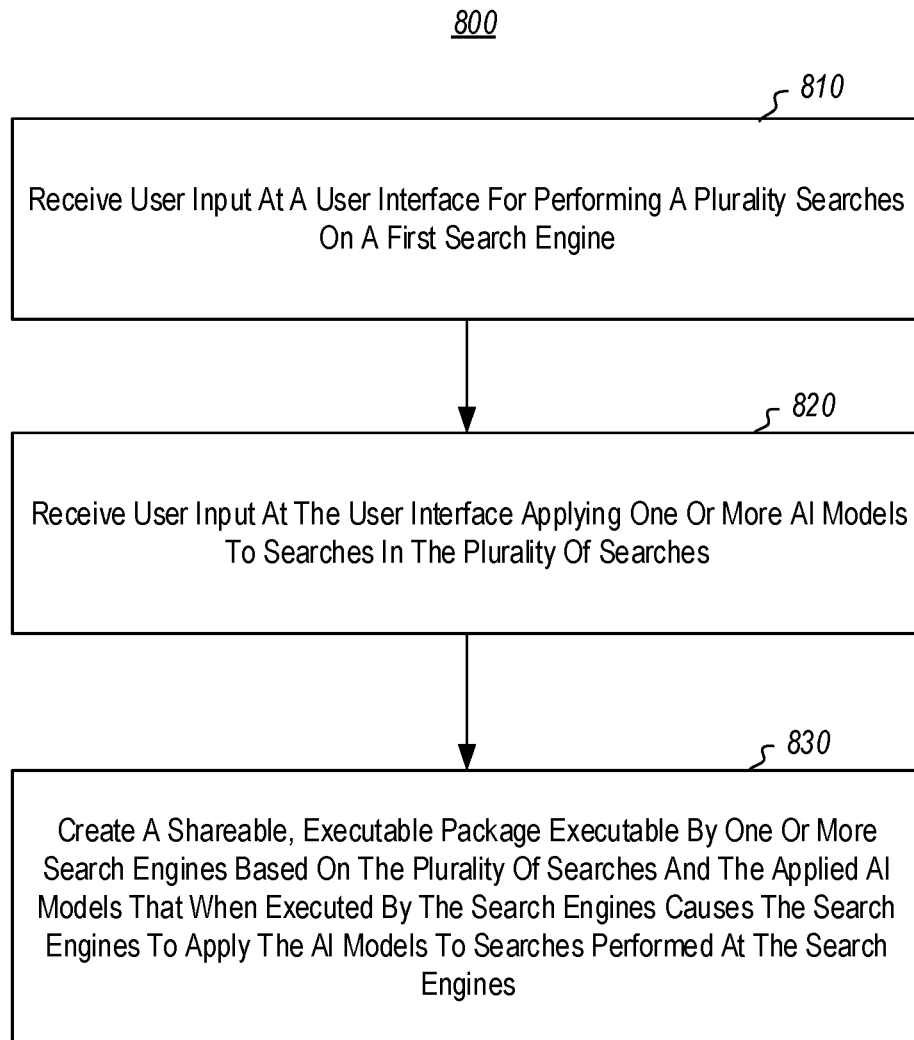 800
810
Receive User Input At A User Interface For Performing A Plurality Searches
On A First Search Engine
820
Receive User Input At The User Interface Applying One Or More AI Models
To Searches In The Plurality Of Searches
830
Create A Shareable, Executable Package Executable By One Or More
Search Engines Based On The Plurality Of Searches And The Applied AI
Models That When Executed By The Search Engines Causes The Search
Engines To Apply The AI Models To Searches Performed At The Search
Engines